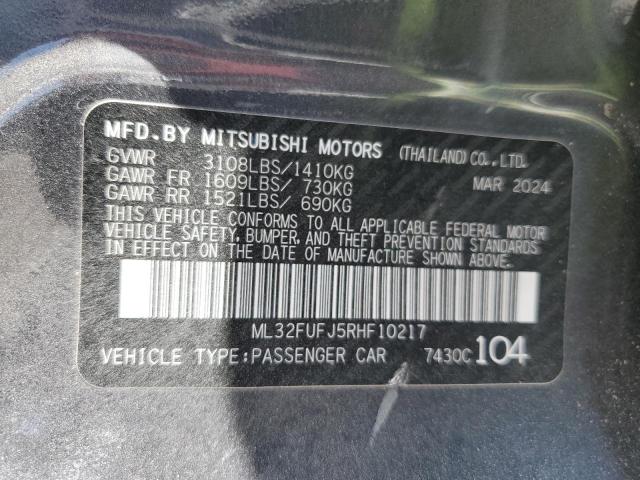 MFD.BY MITSUBISHI MOTORS (THAILAND)CO., LTD.
GVWR 3108LBS/1410KG MAR 2024
GAWR FR 1609LBS/ 730KG
GAWR RR 1521LBS/ 690KG
THIS VEHICLE CONFORMS TO ALL APPLICABLE FEDERAL MOTOR
VEHICLE SAFETY, BUMPER, AND THEFT PREVENTION STANDARDS
IN EFFECT ON THE DATE OF MANUFACTURE SHOWN ABOVE.
ML32FUFJ5RHF10217
VEHICLE TYPE:PASSENGER CAR 7430C 104